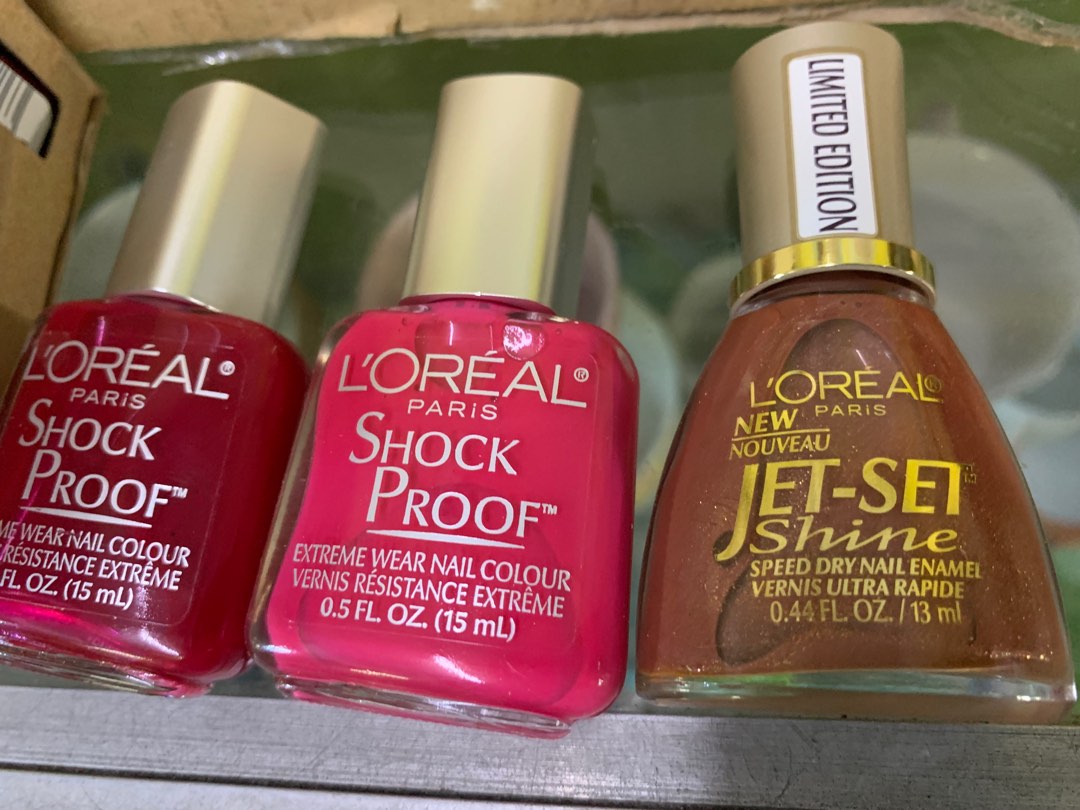 L'ORÉAL®
PARIS
SHOCK
PROOF™
ME WEAR NAIL COLOUR
RÉSISTANCE EXTRÊME
FL. OZ. (15 mL)
L'ORÉAL®
PARIS
SHOCK
PROOF™
EXTREME WEAR NAIL COLOUR
VERNIS RÉSISTANCE EXTRÊME
0.5 FL. OZ. (15 mL)
LIMITED EDITION
L'ORÉAL®
PARIS
NEW
NOUVEAU
JET-SET™
Shine
SPEED DRY NAIL ENAMEL
VERNIS ULTRA RAPIDE
0.44 FL. OZ. / 13 ml